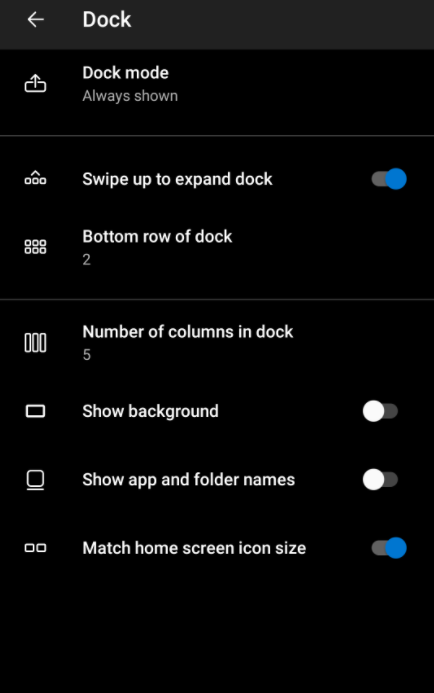 Dock
Dock mode
Always shown
Swipe up to expand dock
Bottom row of dock
2
Number of columns in dock
5
Show background
Show app and folder names
Match home screen icon size